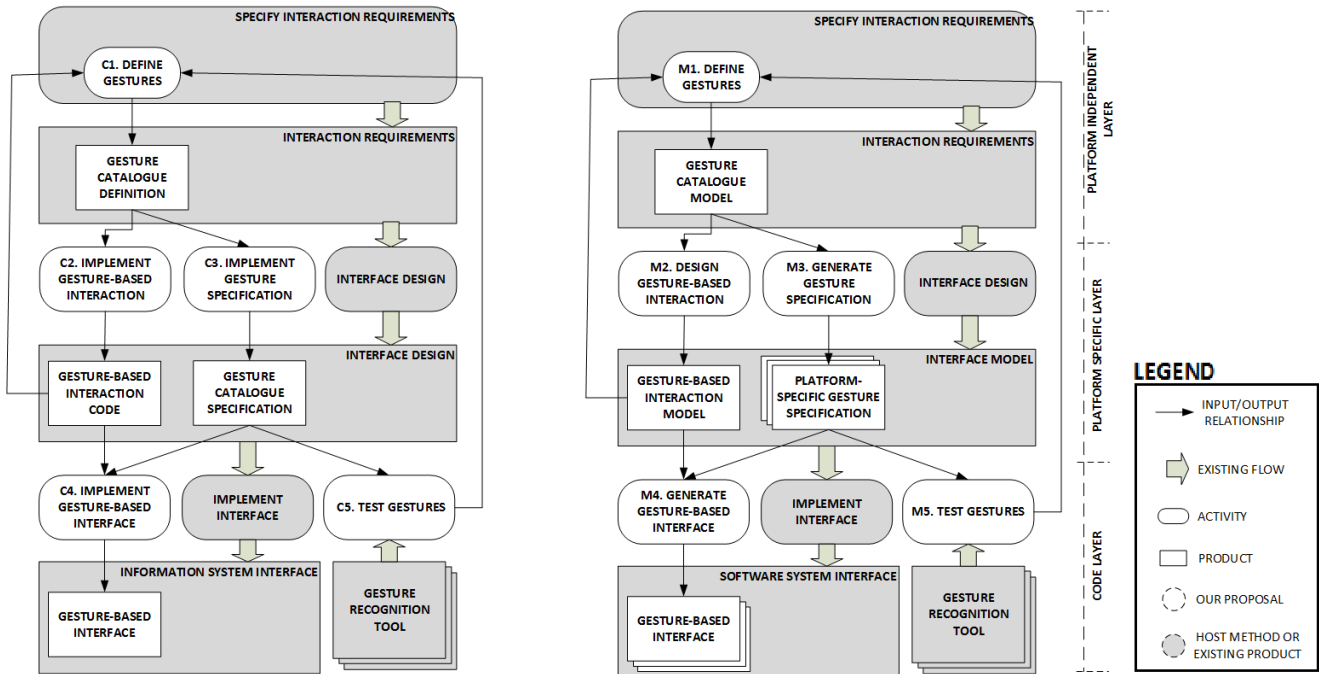 SPECIFY INTERACTION REQUIREMENTS
C1. DEFINE
GESTURES
INTERACTION REQUIREMENTS
GESTURE
CATALOGUE
DEFINITION
C2. IMPLEMENT
GESTURE-BASED
INTERACTION
C3. IMPLEMENT
GESTURE
SPECIFICATION
INTERFACE DESIGN
INTERFACE DESIGN
GESTURE-BASED
INTERACTION
CODE
GESTURE
CATALOGUE
SPECIFICATION
C4. IMPLEMENT
GESTURE-BASED
INTERFACE
IMPLEMENT
INTERFACE
C5. TEST GESTURES
INFORMATION SYSTEM INTERFACE
GESTURE-BASED
INTERFACE
GESTURE
RECOGNITION
TOOL
SPECIFY INTERACTION REQUIREMENTS
M1. DEFINE
GESTURES
INTERACTION REQUIREMENTS
GESTURE
CATALOGUE
MODEL
M2. DESIGN
GESTURE-BASED
INTERACTION
M3. GENERATE
GESTURE
SPECIFICATION
INTERFACE DESIGN
INTERFACE MODEL
GESTURE-BASED
INTERACTION
MODEL
PLATFORM-
SPECIFIC GESTURE
SPECIFICATION
M4. GENERATE
GESTURE-BASED
INTERFACE
IMPLEMENT
INTERFACE
M5. TEST GESTURES
SOFTWARE SYSTEM INTERFACE
GESTURE-BASED
INTERFACE
GESTURE
RECOGNITION
TOOL
PLATFORM INDEPENDENT
LAYER
PLATFORM SPECIFIC LAYER
CODE LAYER
LEGEND
INPUT/OUTPUT
RELATIONSHIP
EXISTING FLOW
ACTIVITY
PRODUCT
OUR PROPOSAL
HOST METHOD OR
EXISTING PRODUCT